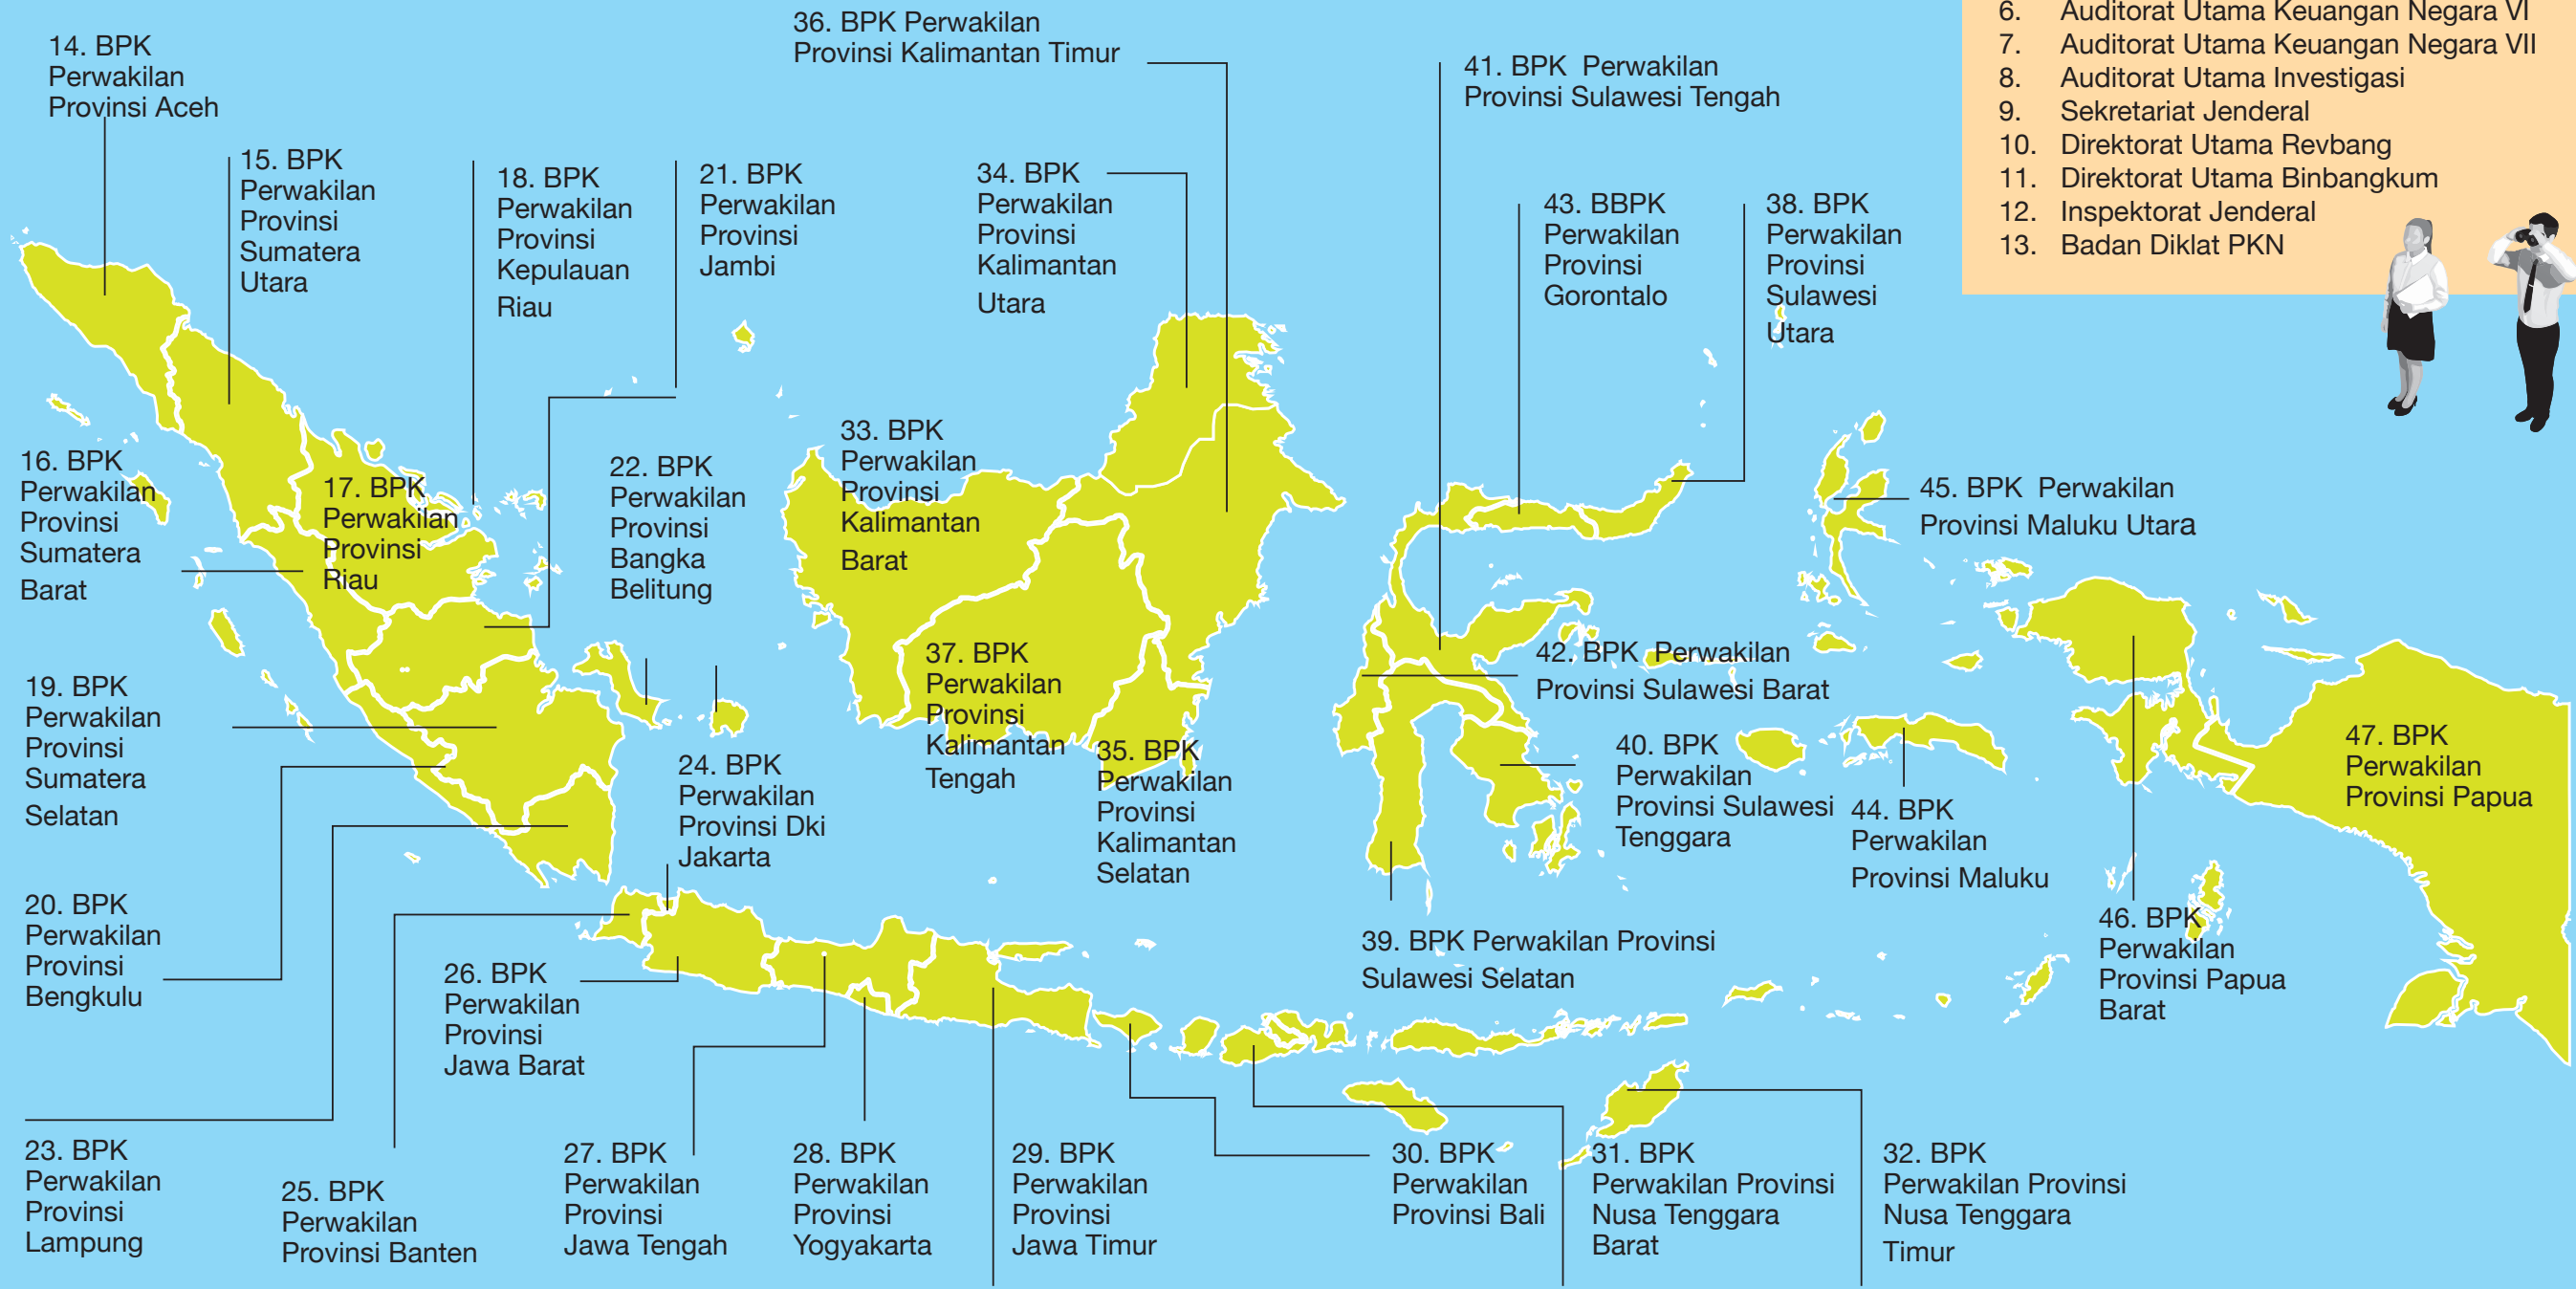 14. BPK
Perwakilan
Provinsi Aceh
15. BPK
Perwakilan
Provinsi
Sumatera
Utara
16. BPK
Perwakilan
Provinsi
Sumatera
Barat
17. BPK
Perwakilan
Provinsi
Riau
18. BPK
Perwakilan
Provinsi
Kepulauan
Riau
19. BPK
Perwakilan
Provinsi
Sumatera
Selatan
20. BPK
Perwakilan
Provinsi
Bengkulu
21. BPK
Perwakilan
Provinsi
Jambi
22. BPK
Perwakilan
Provinsi
Bangka
Belitung
23. BPK
Perwakilan
Provinsi
Lampung
24. BPK
Perwakilan
Provinsi Dki
Jakarta
25. BPK
Perwakilan
Provinsi Banten
26. BPK
Perwakilan
Provinsi
Jawa Barat
27. BPK
Perwakilan
Provinsi
Jawa Tengah
28. BPK
Perwakilan
Provinsi
Yogyakarta
29. BPK
Perwakilan
Provinsi
Jawa Timur
30. BPK
Perwakilan
Provinsi Bali
31. BPK
Perwakilan Provinsi
Nusa Tenggara
Barat
32. BPK
Perwakilan Provinsi
Nusa Tenggara
Timur
33. BPK
Perwakilan
Provinsi
Kalimantan
Barat
34. BPK
Perwakilan
Provinsi
Kalimantan
Utara
35. BPK
Perwakilan
Provinsi
Kalimantan
Selatan
36. BPK Perwakilan
Provinsi Kalimantan Timur
37. BPK
Perwakilan
Provinsi
Kalimantan
Tengah
38. BPK
Perwakilan
Provinsi
Sulawesi
Utara
39. BPK Perwakilan Provinsi
Sulawesi Selatan
40. BPK
Perwakilan
Provinsi Sulawesi
Tenggara
41. BPK Perwakilan
Provinsi Sulawesi Tengah
42. BPK Perwakilan
Provinsi Sulawesi Barat
43. BBPK
Perwakilan
Provinsi
Gorontalo
44. BPK
Perwakilan
Provinsi Maluku
45. BPK Perwakilan
Provinsi Maluku Utara
46. BPK
Perwakilan
Provinsi Papua
Barat
47. BPK
Perwakilan
Provinsi Papua
6. Auditorat Utama Keuangan Negara VI
7. Auditorat Utama Keuangan Negara VII
8. Auditorat Utama Investigasi
9. Sekretariat Jenderal
10. Direktorat Utama Revbang
11. Direktorat Utama Binbangkum
12. Inspektorat Jenderal
13. Badan Diklat PKN